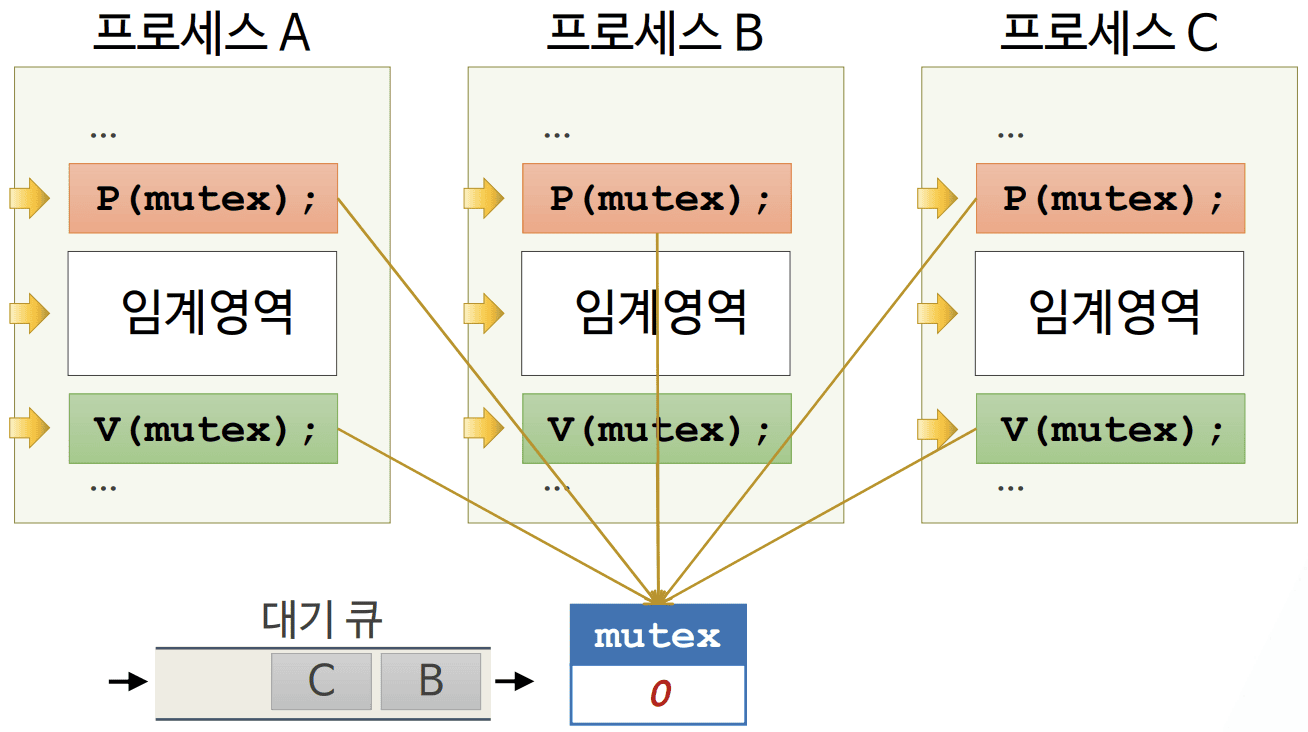 프로세스 A
...
P(mutex);
임계영역
V(mutex);
...
프로세스 B
...
P(mutex);
임계영역
V(mutex);
...
프로세스 C
...
P(mutex);
임계영역
V(mutex);
...
대기 큐
C B
mutex
0